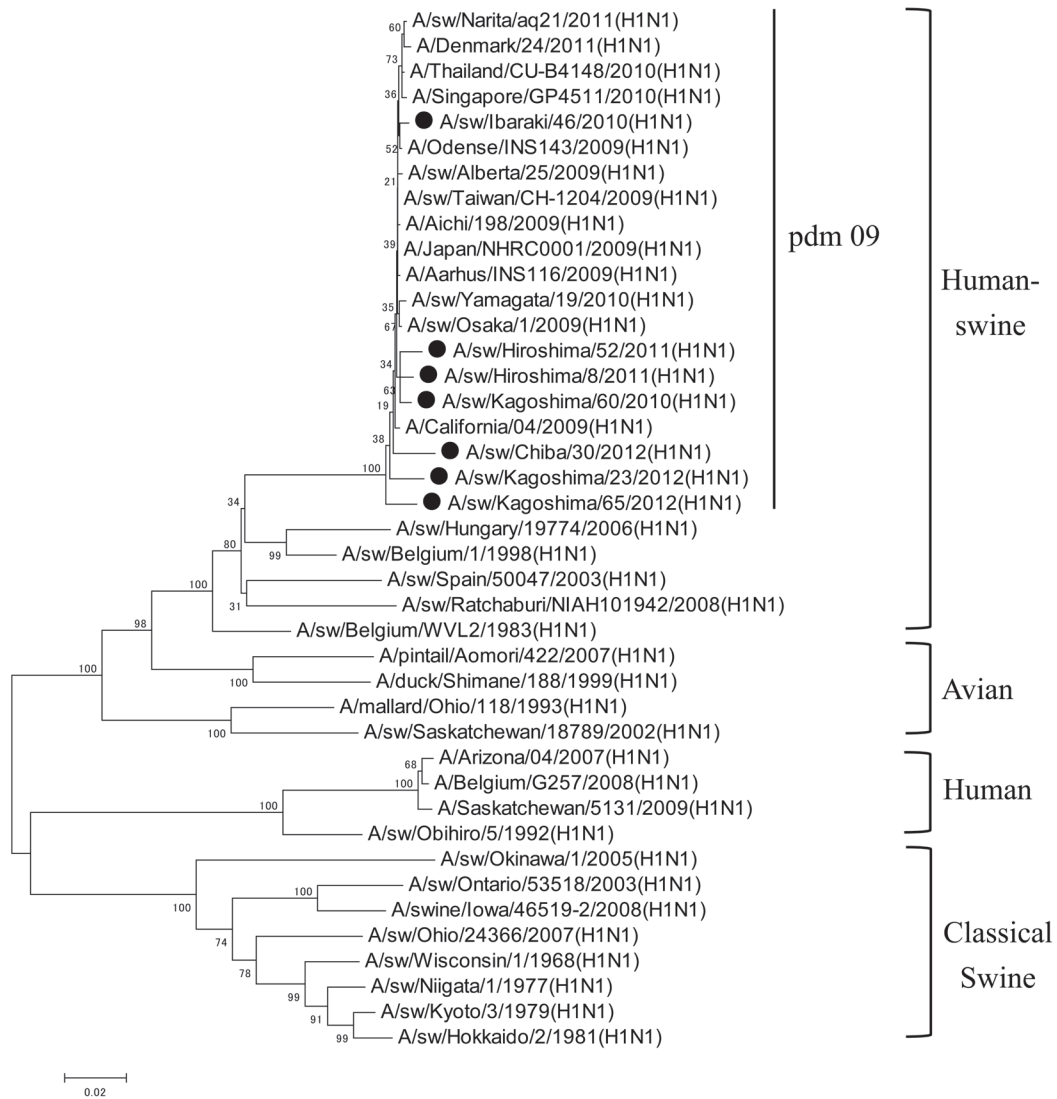 60
A/sw/Narita/aq21/2011(H1N1)
A/Denmark/24/2011(H1N1)
73
A/Thailand/CU-B4148/2010(H1N1)
36
A/Singapore/GP4511/2010(H1N1)
A/sw/Ibaraki/46/2010(H1N1)
52
A/Odense/INS143/2009(H1N1)
A/sw/Alberta/25/2009(H1N1)
21
A/sw/Taiwan/CH-1204/2009(H1N1)
A/Aichi/198/2009(H1N1)
pdm 09
39
A/Japan/NHRC0001/2009(H1N1)
A/Aarhus/INS116/2009(H1N1)
Human-
swine
A/sw/Yamagata/19/2010(H1N1)
35
A/sw/Osaka/1/2009(H1N1)
67
A/sw/Hiroshima/52/2011(H1N1)
34
A/sw/Hiroshima/8/2011(H1N1)
63
A/sw/Kagoshima/60/2010(H1N1)
19
A/California/04/2009(H1N1)
38
A/sw/Chiba/30/2012(H1N1)
100
A/sw/Kagoshima/23/2012(H1N1)
A/sw/Kagoshima/65/2012(H1N1)
34
A/sw/Hungary/19774/2006(H1N1)
80
99
A/sw/Belgium/1/1998(H1N1)
100
A/sw/Spain/50047/2003(H1N1)
31
A/sw/Ratchaburi/NIAH101942/2008(H1N1)
98
A/sw/Belgium/WVL2/1983(H1N1)
A/pintail/Aomori/422/2007(H1N1)
100
100
A/duck/Shimane/188/1999(H1N1)
Avian
A/mallard/Ohio/118/1993(H1N1)
100
A/sw/Saskatchewan/18789/2002(H1N1)
68
A/Arizona/04/2007(H1N1)
100
A/Belgium/G257/2008(H1N1)
Human
100
A/Saskatchewan/5131/2009(H1N1)
A/sw/Obihiro/5/1992(H1N1)
A/sw/Okinawa/1/2005(H1N1)
100
A/sw/Ontario/53518/2003(H1N1)
100
A/swine/Iowa/46519-2/2008(H1N1)
74
A/sw/Ohio/24366/2007(H1N1)
Classical
Swine
78
A/sw/Wisconsin/1/1968(H1N1)
99
A/sw/Niigata/1/1977(H1N1)
91
A/sw/Kyoto/3/1979(H1N1)
99
A/sw/Hokkaido/2/1981(H1N1)
0.02